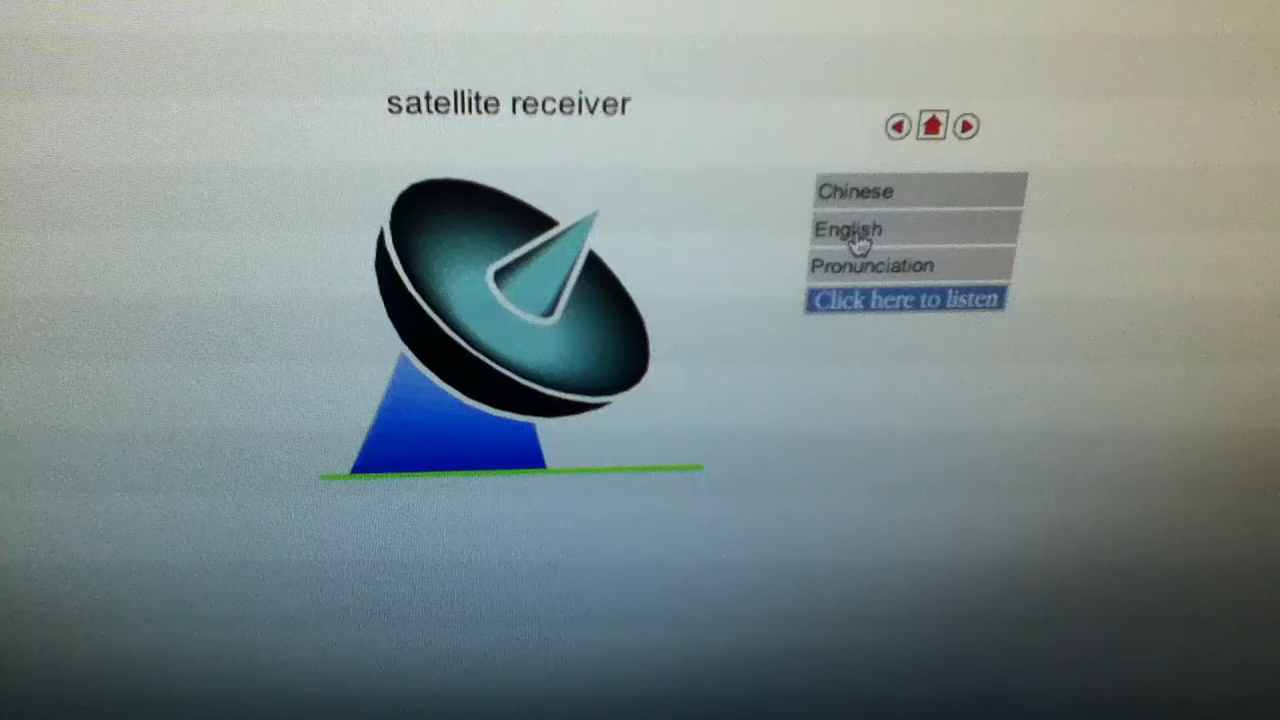 satellite receiver
Chinese
English
Pronunciation
Click here to listen